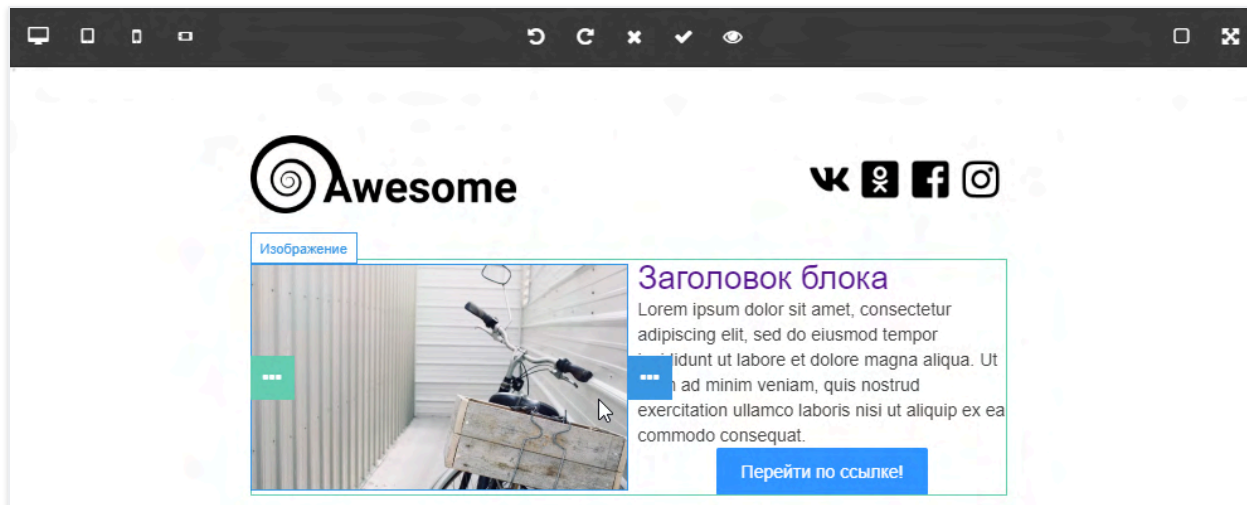 Awesome
Изображение
Заголовок блока
Lorem ipsum dolor sit amet, consectetur
adipiscing elit, sed do eiusmod tempor
ut labore et dolore magna aliqua. Ut
ad minim veniam, quis nostrud
exercitation ullamco laboris nisi ut aliquip ex ea
commodo consequat.
Перейти по ссылке!